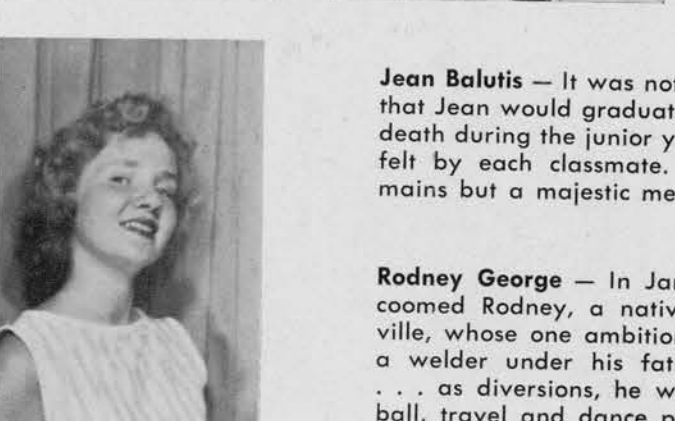 Jean Balutis — It was not
that Jean would graduat
death during the junior y
felt by each classmate.
mains but a majestic me
Rodney George — In Jan
coomed Rodney, a nativ
ville, whose one ambition
a welder under his fat
. . . as diversions, he w
ball, travel and dance p